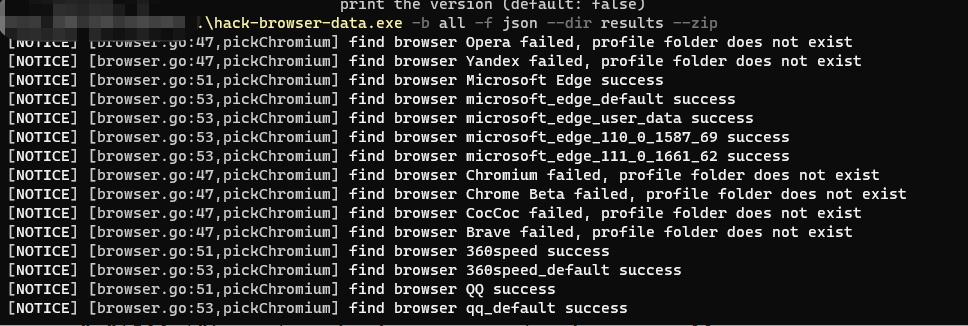 print the version (default: false)
.\hack-browser-data.exe -b all -f json --dir results --zip
[NOTICE] [browser.go:47,pickChromium] find browser Opera failed, profile folder does not exist
[NOTICE] [browser.go:47,pickChromium] find browser Yandex failed, profile folder does not exist
[NOTICE] [browser.go:51,pickChromium] find browser Microsoft Edge success
[NOTICE] [browser.go:53,pickChromium] find browser microsoft_edge_default success
[NOTICE] [browser.go:53,pickChromium] find browser microsoft_edge_user_data success
[NOTICE] [browser.go:53,pickChromium] find browser microsoft_edge_110_0_1587_69 success
[NOTICE] [browser.go:53,pickChromium] find browser microsoft_edge_111_0_1661_62 success
[NOTICE] [browser.go:47,pickChromium] find browser Chromium failed, profile folder does not exist
[NOTICE] [browser.go:47,pickChromium] find browser Chrome Beta failed, profile folder does not exist
[NOTICE] [browser.go:47,pickChromium] find browser CocCoc failed, profile folder does not exist
[NOTICE] [browser.go:47,pickChromium] find browser Brave failed, profile folder does not exist
[NOTICE] [browser.go:51,pickChromium] find browser 360speed success
[NOTICE] [browser.go:53,pickChromium] find browser 360speed_default success
[NOTICE] [browser.go:51,pickChromium] find browser QQ success
[NOTICE] [browser.go:53,pickChromium] find browser qq_default success